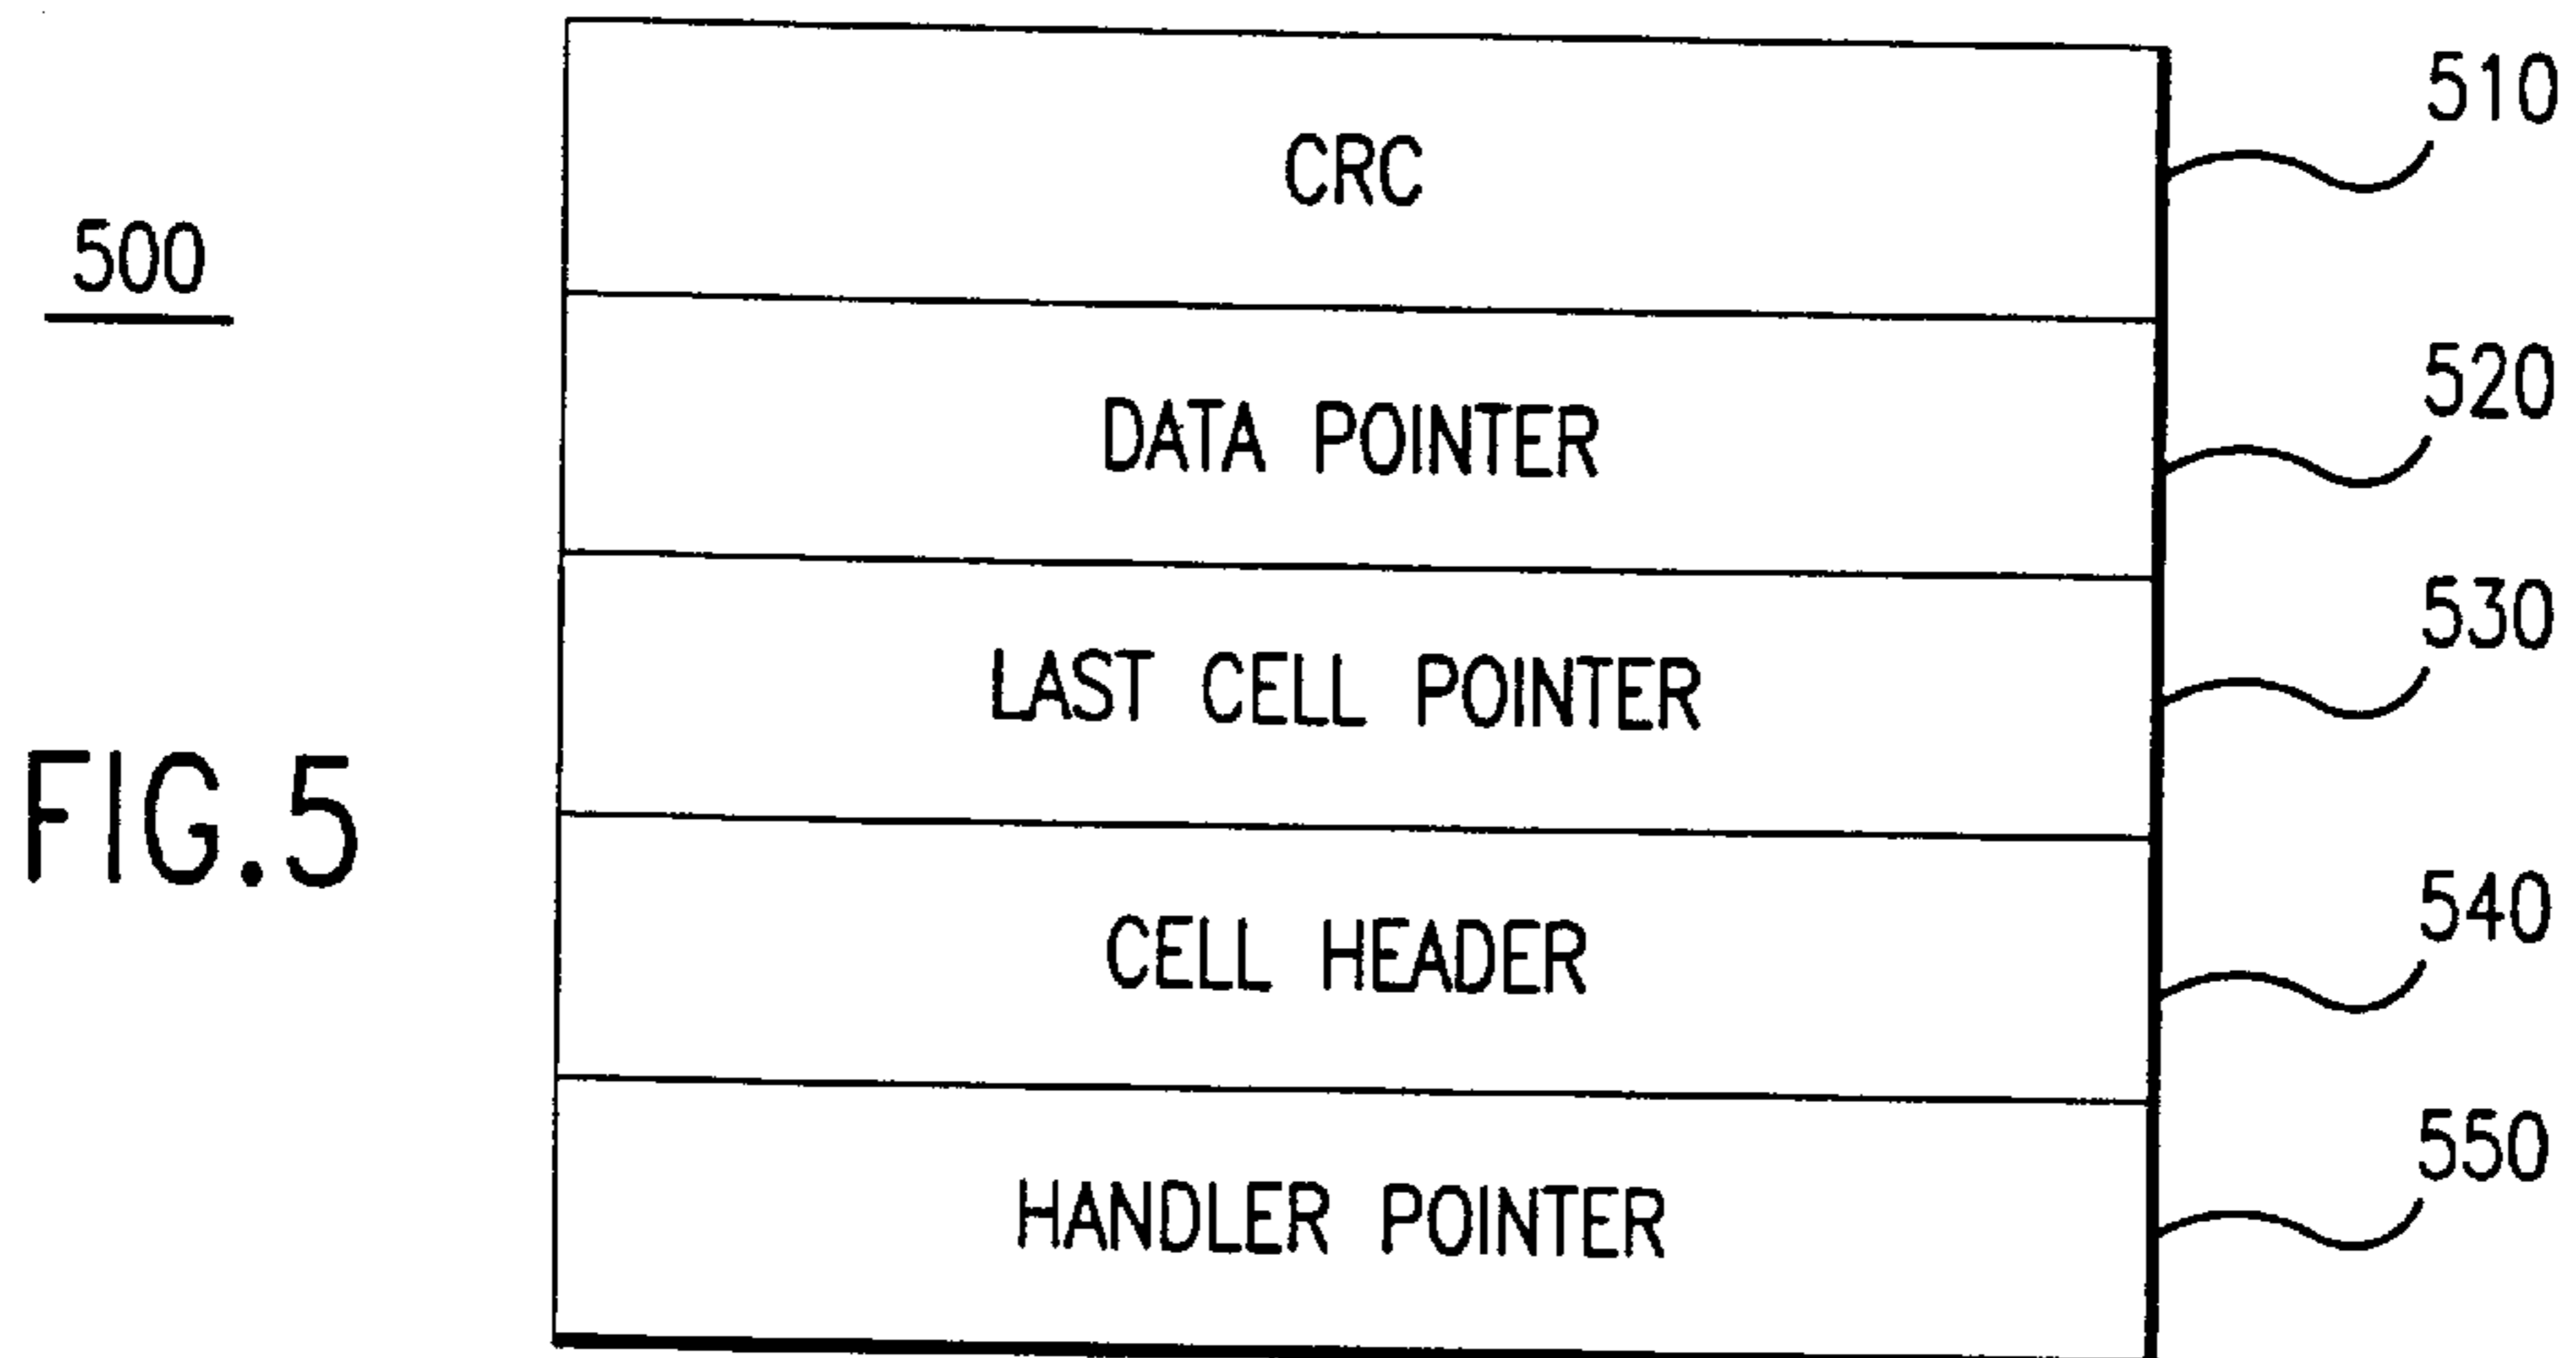 510
CRC
500
520
DATA POINTER
530
LAST CELL POINTER
FIG.5
540
CELL HEADER
550
HANDLER POINTER